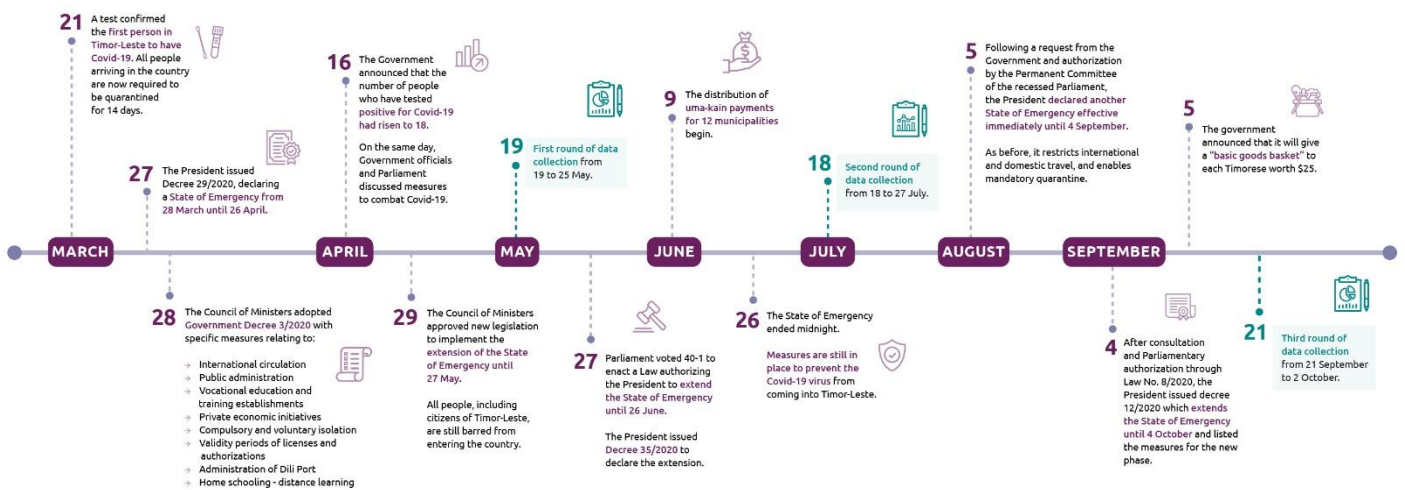 21
A test confirmed
the first person in
Timor-Leste to have
Covid-19. All people
arriving in the country
are now required to
be quarantined
for 14 days.
27
The President issued
Decree 29/2020, declaring
a State of Emergency from
28 March until 26 April.
16
The Government
announced that the
number of people
who have tested
positive for Covid-19
had risen to 18.
On the same day,
Government officials
and Parliament
discussed measures
to combat Covid-19.
19
First round of data
collection from
19 to 25 May.
9
The distribution of
uma-kain payments
for 12 municipalities
begin.
18
Second round of
data collection
from 18 to 27 July.
5
Following a request from the
Government and authorization
by the Permanent Committee
of the recessed Parliament,
the President declared another
State of Emergency effective
immediately until 4 September.
As before, it restricts international
and domestic travel, and enables
mandatory quarantine.
5
The government
announced that it will give
a "basic goods basket" to
each Timorese worth $25.
MARCH
APRIL
MAY
JUNE
JULY
AUGUST
SEPTEMBER
28
The Council of Ministers adopted
Government Decree 3/2020 with
specific measures relating to:
→ International circulation
→ Public administration
→ Vocational education and
training establishments
→ Private economic initiatives
→ Compulsory and voluntary isolation
→ Validity periods of licenses and
authorizations
→ Administration of Dili Port
→ Home schooling - distance learning
29
The Council of Ministers
approved new legislation
to implement the
extension of the State
of Emergency until
27 May.
All people, including
citizens of Timor-Leste,
are still barred from
entering the country.
27
Parliament voted 40-1 to
enact a Law authorizing
the President to extend
the State of Emergency
until 26 June.
The President issued
Decree 35/2020 to
declare the extension.
26
The State of Emergency
ended midnight.
Measures are still in
place to prevent the
Covid-19 virus from
coming into Timor-Leste.
4
After consultation
and Parliamentary
authorization through
Law No. 8/2020, the
President issued decree
12/2020 which extends
the State of Emergency
until 4 October and listed
the measures for the new
phase.
21
Third round of
data collection
from 21 September
to 2 October.